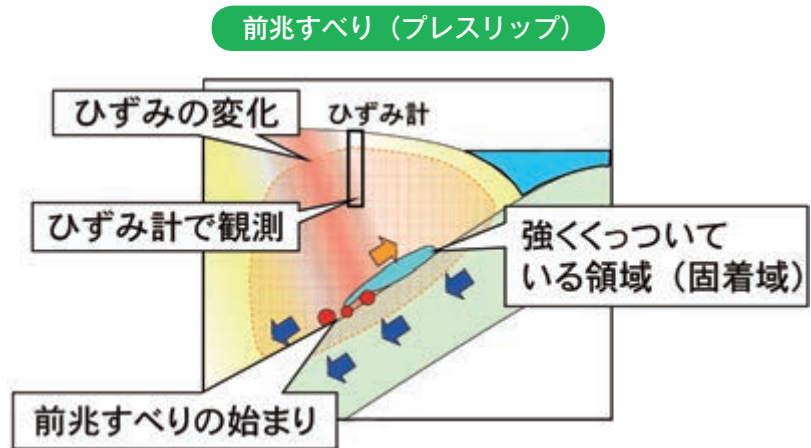 前兆すべり（プレスリップ）
ひずみの変化
ひずみ計
ひずみ計で観測
強くくっついて
いる領域（固着域）
前兆すべりの始まり